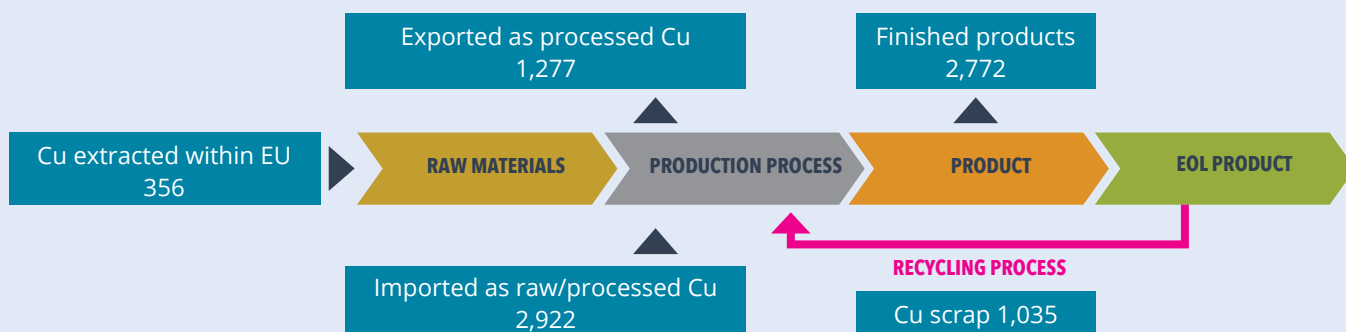 Exported as processed Cu
1,277
Finished products
2,772
Cu extracted within EU
356
RAW MATERIALS
PRODUCTION PROCESS
PRODUCT
EOL PRODUCT
RECYCLING PROCESS
Imported as raw/processed Cu
2,922
Cu scrap 1,035